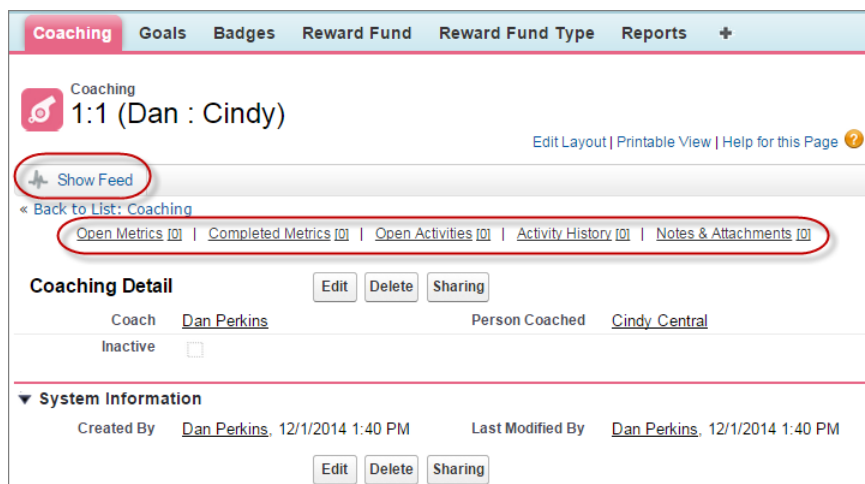 Coaching Goals Badges Reward Fund Reward Fund Type Reports +
Coaching
1:1 (Dan : Cindy)
Edit Layout | Printable View | Help for this Page ?
Show Feed
« Back to List: Coaching
Open Metrics [0] | Completed Metrics [0] | Open Activities [0] | Activity History [0] | Notes & Attachments [0]
Coaching Detail Edit Delete Sharing
Coach Dan Perkins Person Coached Cindy Central
Inactive
System Information
Created By Dan Perkins, 12/1/2014 1:40 PM Last Modified By Dan Perkins, 12/1/2014 1:40 PM
Edit Delete Sharing